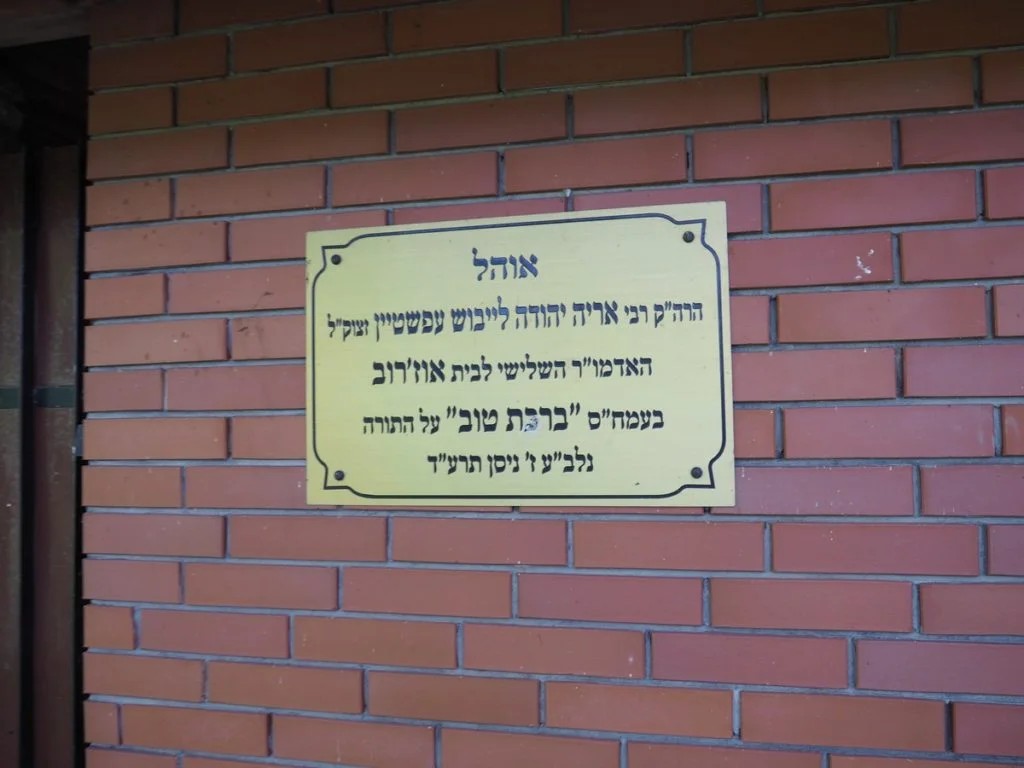 אוהל
הרה"ק רבי אריה יהודה לייבוש עפשטיין זצוק"ל
האדמו"ר השלישי לבית אוז'רוב
בעמח"ס "ברכת טוב" על התורה
נלב"ע ז' ניסן תרע"ד